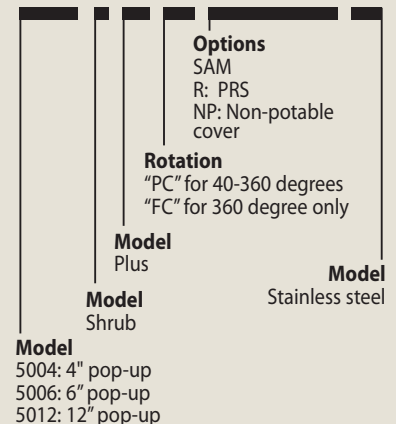 Options
SAM
R: PRS
NP: Non-potable
cover
Rotation
“PC” for 40-360 degrees
“FC” for 360 degree only
Model
Plus
Model
Stainless steel
Model
Shrub
Model
5004: 4" pop-up
5006: 6” pop-up
5012: 12” pop-up